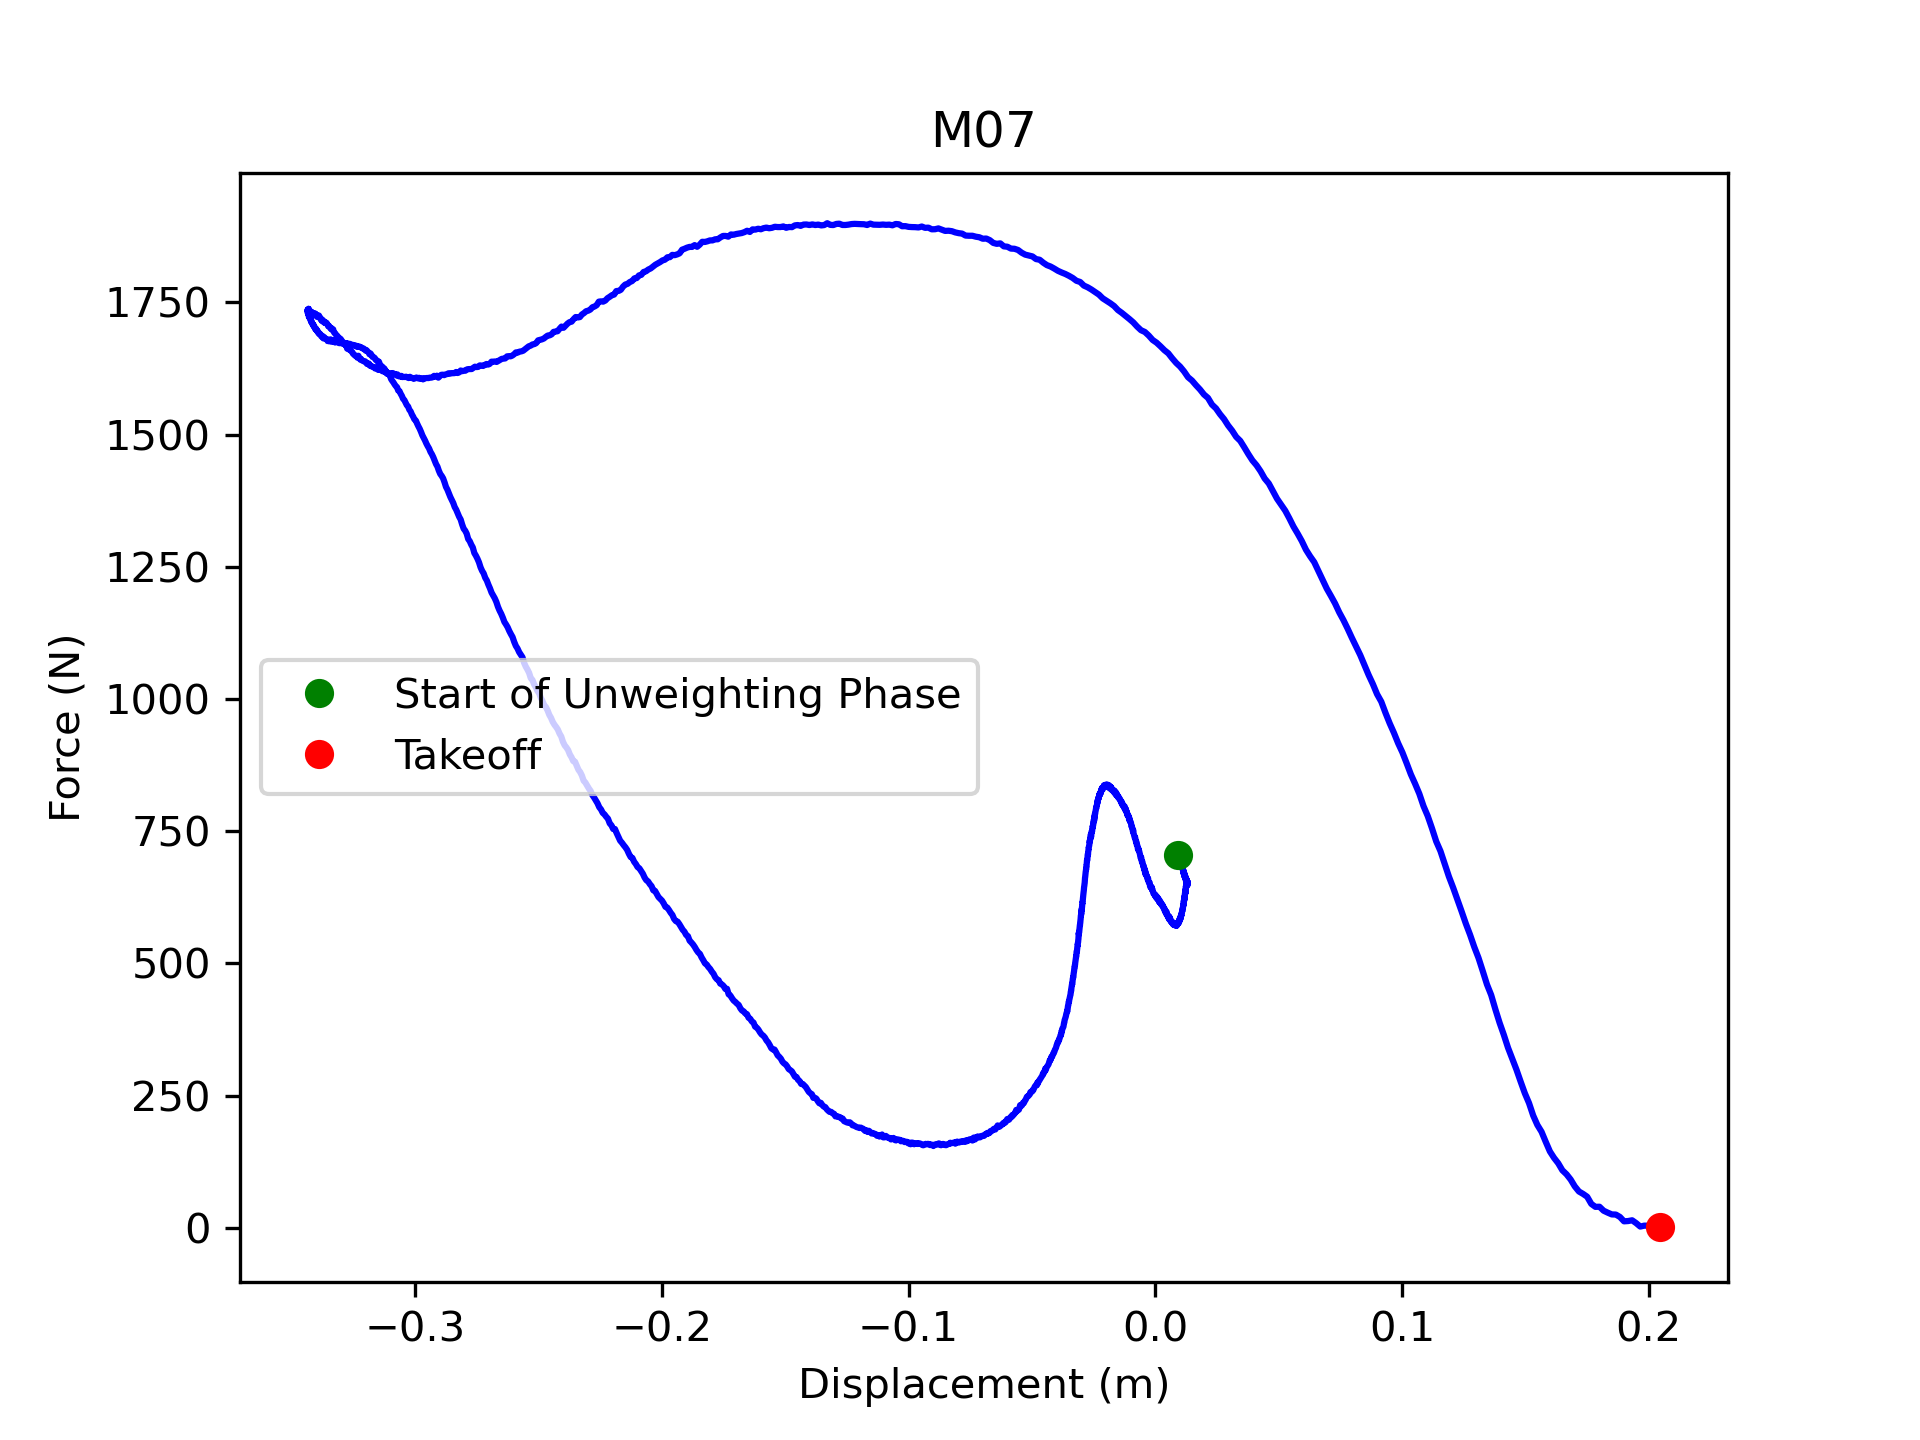 M07
1750
1500
1250
1000
750
500
250
0
Force (N)
Start of Unweighting Phase
Takeoff
−0.3 −0.2 −0.1 0.0 0.1 0.2
Displacement (m)